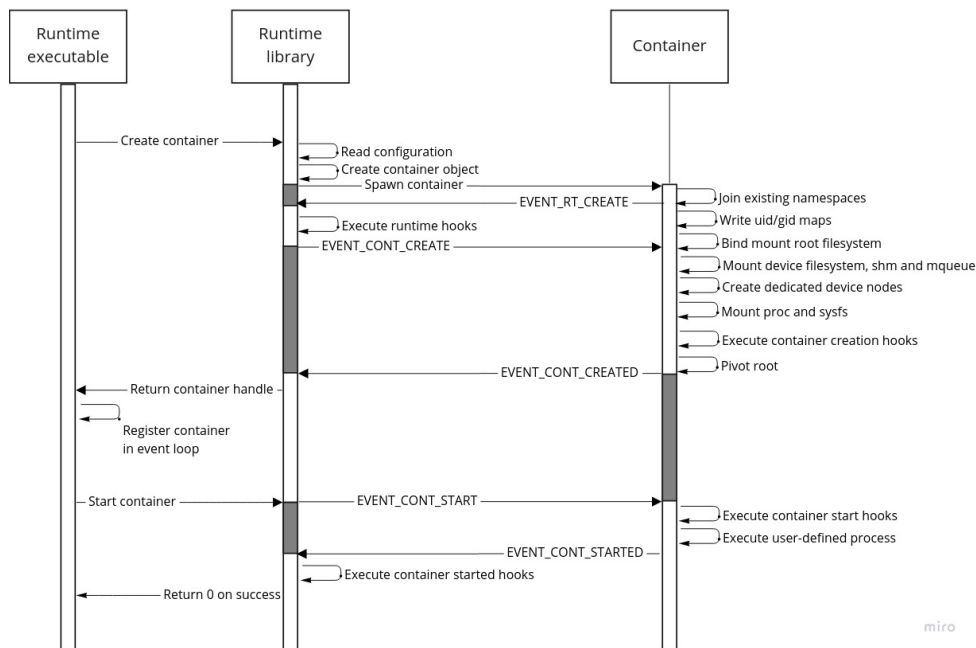 Runtime
executable
Runtime
library
Container
Create container
Read configuration
Create container object
Spawn container
Join existing namespaces
EVENT_RT_CREATE
Write uid/gid maps
Execute runtime hooks
EVENT_CONT_CREATE
Bind mount root filesystem
Mount device filesystem, shm and mqueue
Create dedicated device nodes
Mount proc and sysfs
Execute container creation hooks
Pivot root
EVENT_CONT_CREATED
Return container handle
Register container
in event loop
Start container
EVENT_CONT_START
Execute container start hooks
Execute user-defined process
EVENT_CONT_STARTED
Execute container started hooks
Return 0 on success
miro